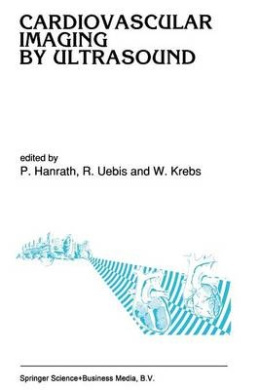 CARDIOVASCULAR
IMAGING
BY ULTRASOUND
edited by
P. Hanrath, R. Uebis and W. Krebs
Springer Science+Business Media, B.V.